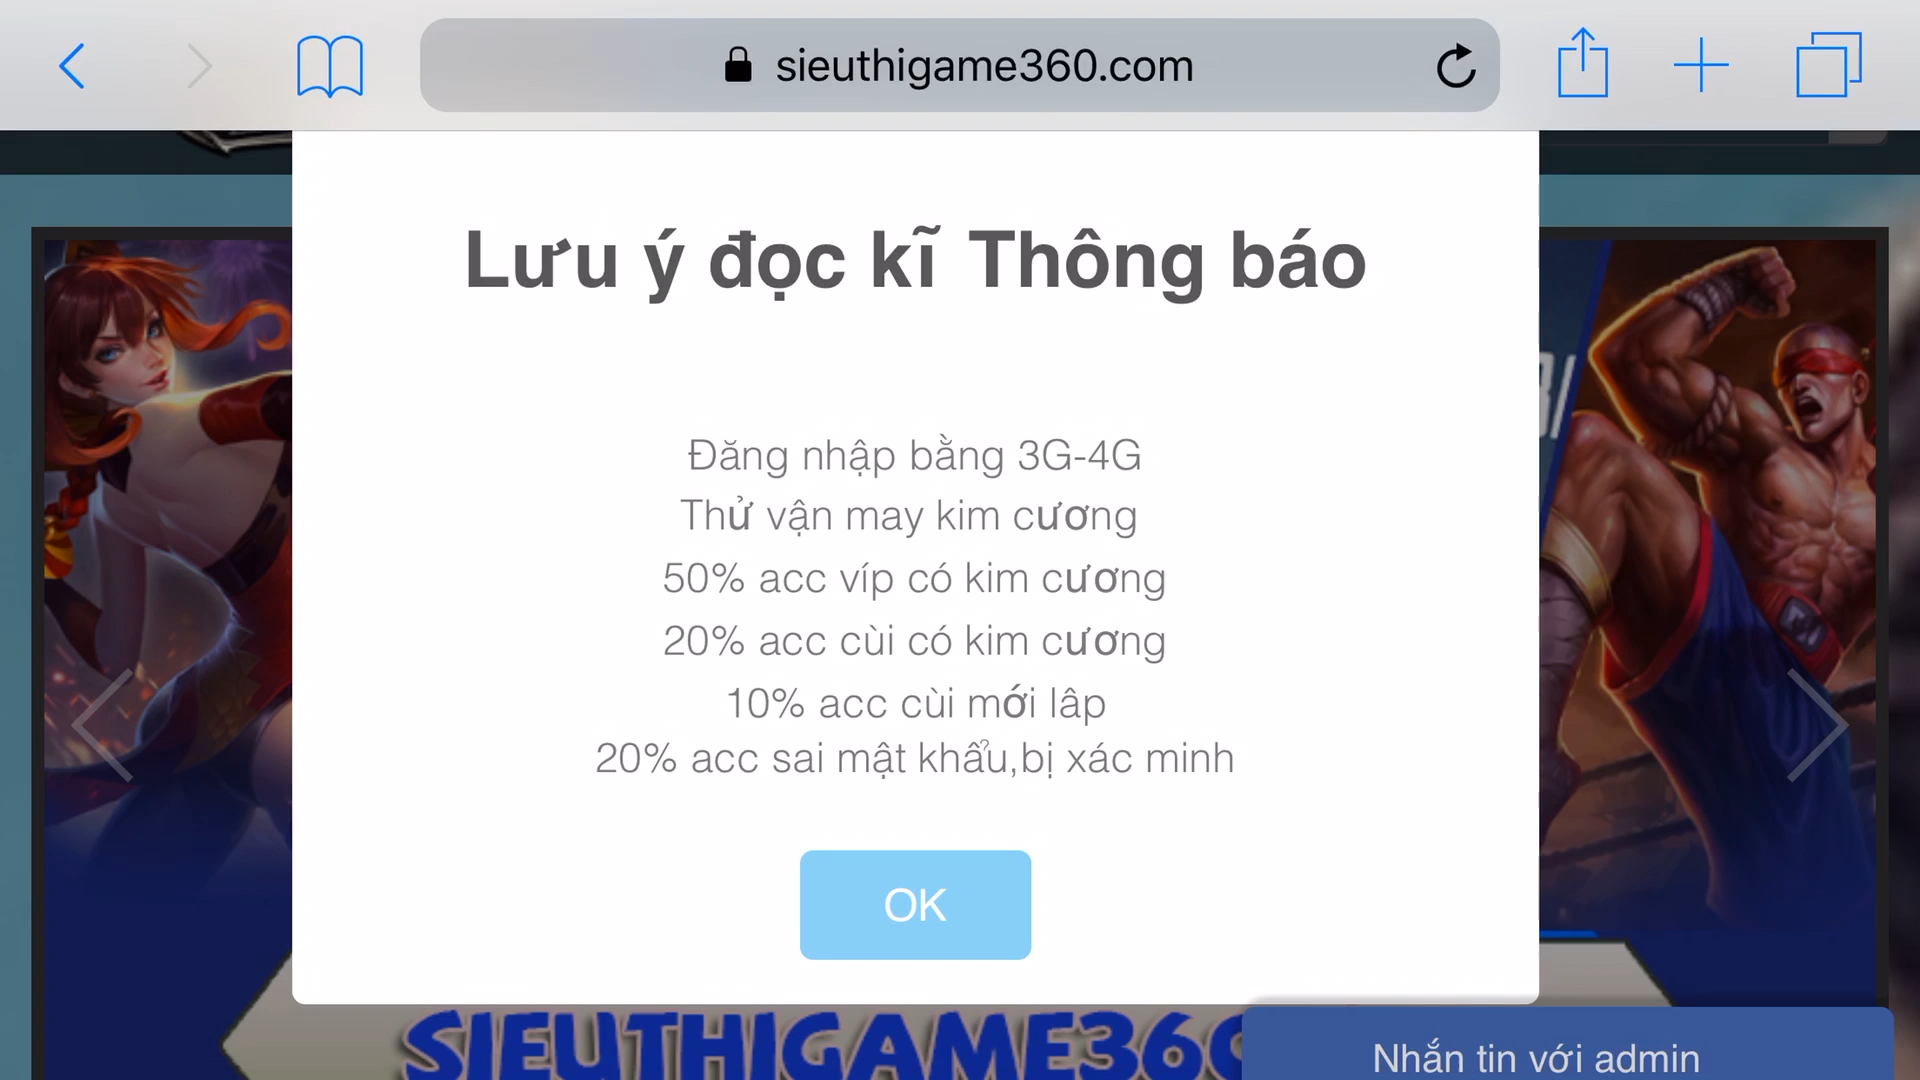 sieuthigame360.com
Lưu ý đọc kĩ Thông báo
Đăng nhập bằng 3G-4G
Thử vận may kim cương
50% acc víp có kim cương
20% acc cùi có kim cương
10% acc cùi mới lâp
20% acc sai mật khẩu,bị xác minh
OK
SIEUTHIGAME360
Nhắn tin với admin